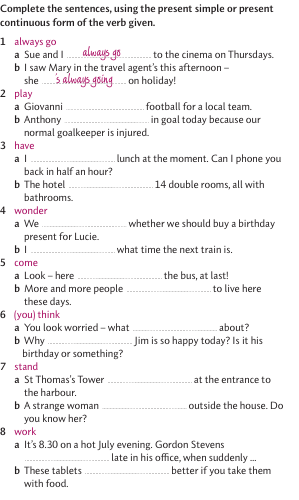 Complete the sentences, using the present simple or present
continuous form of the verb given.
1 always go
a Sue and I always go to the cinema on Thursdays.
b I saw Mary in the travel agent's this afternoon –
she 's always going on holiday!
2 play
a Giovanni football for a local team.
b Anthony in goal today because our
normal goalkeeper is injured.
3 have
a I lunch at the moment. Can I phone you
back in half an hour?
b The hotel 14 double rooms, all with
bathrooms.
4 wonder
a We whether we should buy a birthday
present for Lucie.
b I what time the next train is.
5 come
a Look – here the bus, at last!
b More and more people to live here
these days.
6 (you) think
a You look worried – what about?
b Why Jim is so happy today? Is it his
birthday or something?
7 stand
a St Thomas's Tower at the entrance to
the harbour.
b A strange woman outside the house. Do
you know her?
8 work
a It's 8.30 on a hot July evening. Gordon Stevens
late in his office, when suddenly ...
b These tablets better if you take them
with food.